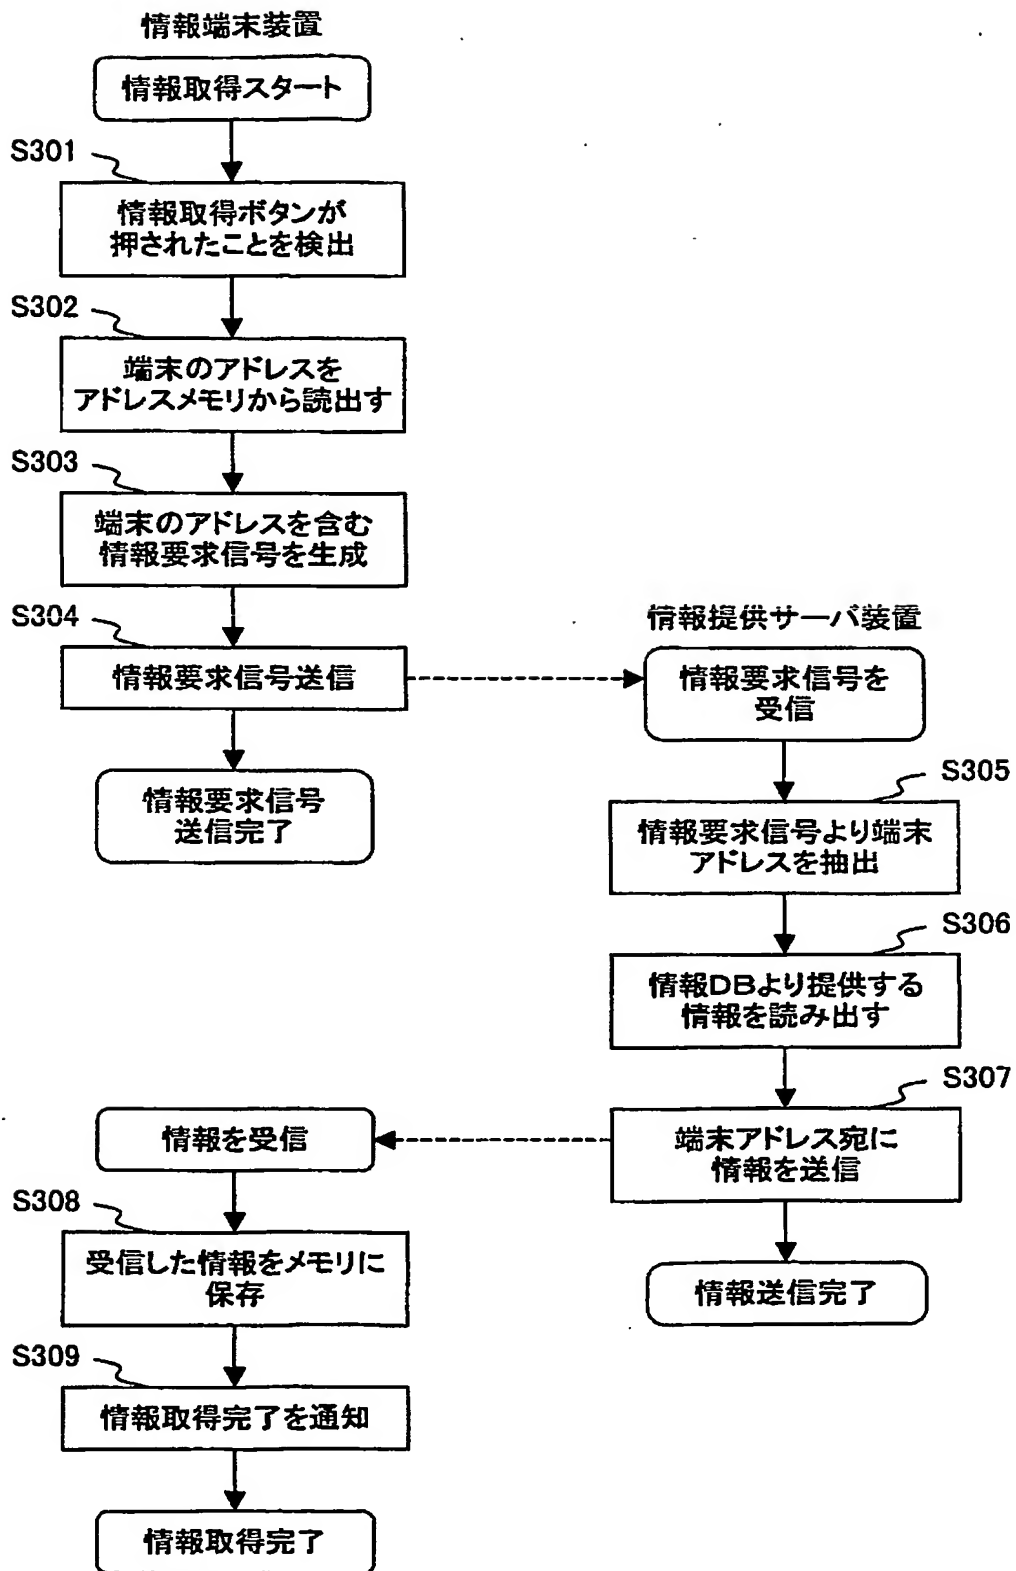 情報端末装置
情報取得スタート
S301
情報取得ボタンが
押されたことを検出
S302
端末のアドレスを
アドレスメモリから読出す
S303
端末のアドレスを含む
情報要求信号を生成
S304
情報要求信号送信
情報要求信号
送信完了
情報提供サーバ装置
情報要求信号を
受信
S305
情報要求信号より端末
アドレスを抽出
S306
情報DBより提供する
情報を読み出す
S307
端末アドレス宛に
情報を送信
情報送信完了
情報を受信
S308
受信した情報をメモリに
保存
S309
情報取得完了を通知
情報取得完了